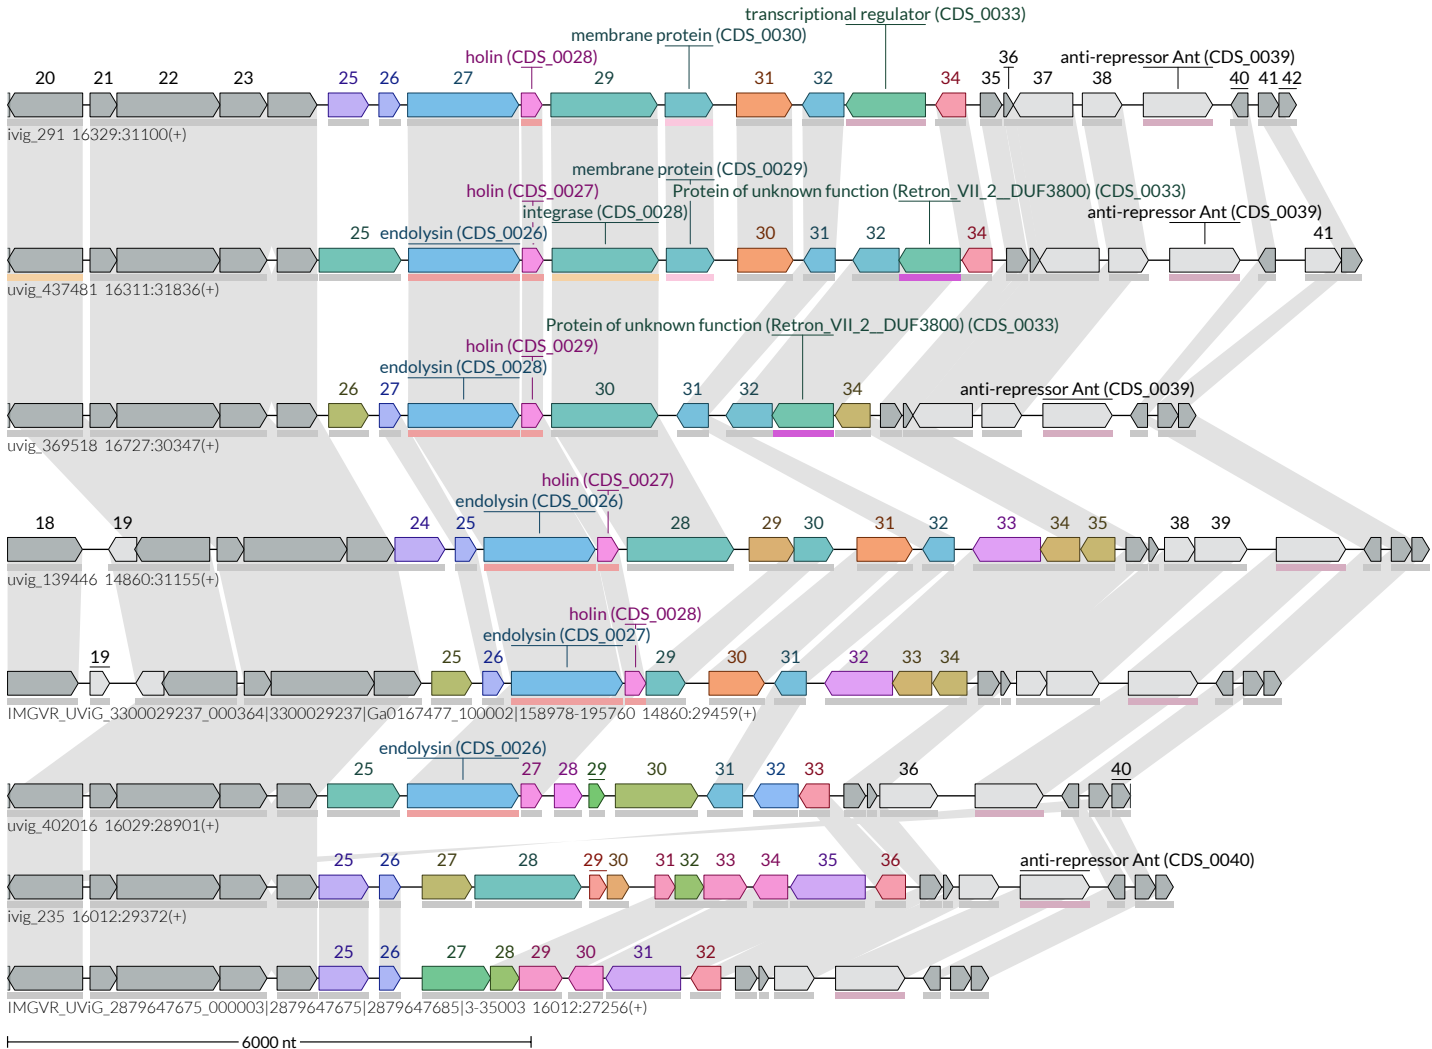 transcriptional regulator (CDS_0033)
membrane protein (CDS_0030)
holin (CDS_0028) 36 anti-repressor Ant (CDS_0039)
20 21 22 23 25 26 27 29 31 32 34 35 37 38 40 41 42
ivig_291 16329:31100(+)
membrane protein (CDS_0029)
holin (CDS_0027) Protein of unknown function (Retron_VII_2__DUF3800) (CDS_0033)
integrase (CDS_0028) anti-repressor Ant (CDS_0039)
25 endolysin (CDS_0026) 30 31 32 34 41
uvig_437481 16311:31836(+)
Protein of unknown function (Retron_VII_2__DUF3800) (CDS_0033)
holin (CDS_0029)
endolysin (CDS_0028)
26 27 30 31 32 34 anti-repressor Ant (CDS_0039)
uvig_369518 16727:30347(+)
holin (CDS_0027)
endolysin (CDS_0026)
18 19 24 25 28 29 30 31 32 33 34 35 38 39
uvig_139446 14860:31155(+)
holin (CDS_0028)
endolysin (CDS_0027)
19 25 26 29 30 31 32 33 34
IMGVR_UViG_3300029237_000364|3300029237|Ga0167477_100002|158978-195760 14860:29459(+)
endolysin (CDS_0026)
25 27 28 29 30 31 32 33 36 40
uvig_402016 16029:28901(+)
25 26 27 28 29 30 31 32 33 34 35 36 anti-repressor Ant (CDS_0040)
ivig_235 16012:29372(+)
25 26 27 28 29 30 31 32
IMGVR_UViG_2879647675_000003|2879647675|2879647685|3-35003 16012:27256(+)
6000 nt